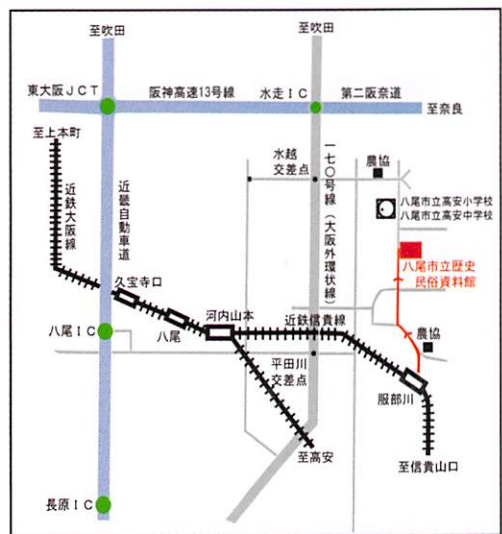 至吹田
至吹田
東大阪JCT
阪神高速13号線
水走IC
第二阪奈道
至奈良
至上本町
近鉄大阪線
近畿自動車道
水越
交差点
一七〇号線(大阪外環状線)
農協
八尾市立高安小学校
八尾市立高安中学校
八尾市立歴史
民俗資料館
久宝寺口
八尾
河内山本
近鉄信貴線
八尾IC
平田川
交差点
農協
服部川
至高安
至信貴山口
長原IC